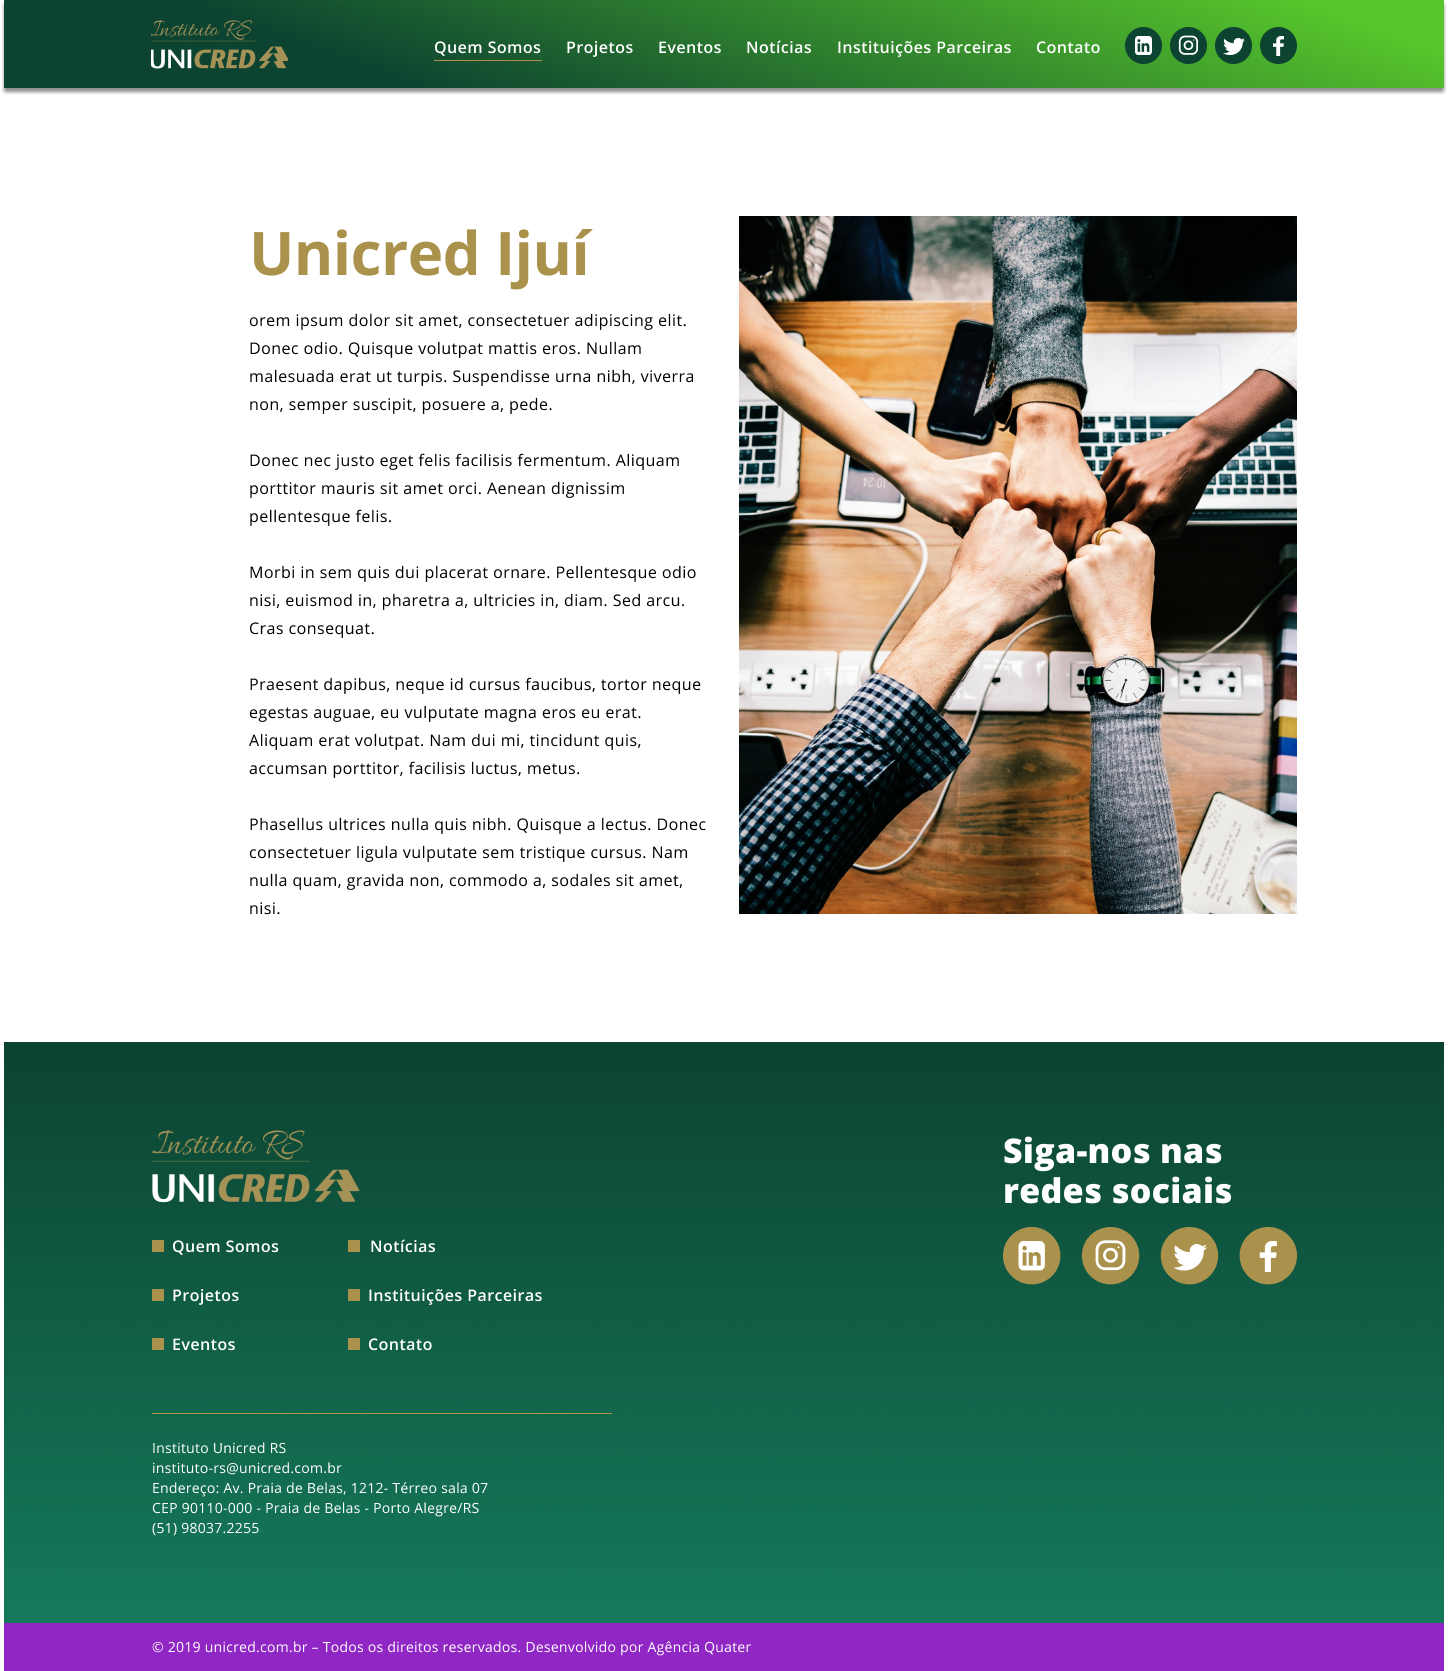 Instituto RS
UNICRED
Quem Somos Projetos Eventos Notícias Instituições Parceiras Contato
Unicred Ijuí
orem ipsum dolor sit amet, consectetuer adipiscing elit.
Donec odio. Quisque volutpat mattis eros. Nullam
malesuada erat ut turpis. Suspendisse urna nibh, viverra
non, semper suscipit, posuere a, pede.
Donec nec justo eget felis facilisis fermentum. Aliquam
porttitor mauris sit amet orci. Aenean dignissim
pellentesque felis.
Morbi in sem quis dui placerat ornare. Pellentesque odio
nisi, euismod in, pharetra a, ultricies in, diam. Sed arcu.
Cras consequat.
Praesent dapibus, neque id cursus faucibus, tortor neque
egestas auguae, eu vulputate magna eros eu erat.
Aliquam erat volutpat. Nam dui mi, tincidunt quis,
accumsan porttitor, facilisis luctus, metus.
Phasellus ultrices nulla quis nibh. Quisque a lectus. Donec
consectetuer ligula vulputate sem tristique cursus. Nam
nulla quam, gravida non, commodo a, sodales sit amet,
nisi.
10:24
Instituto RS
UNICRED
Quem Somos
Notícias
Projetos
Instituições Parceiras
Eventos
Contato
Siga-nos nas
redes sociais
Instituto Unicred RS
instituto-rs@unicred.com.br
Endereço: Av. Praia de Belas, 1212- Térreo sala 07
CEP 90110-000 - Praia de Belas - Porto Alegre/RS
(51) 98037.2255
© 2019 unicred.com.br – Todos os direitos reservados. Desenvolvido por Agência Quater